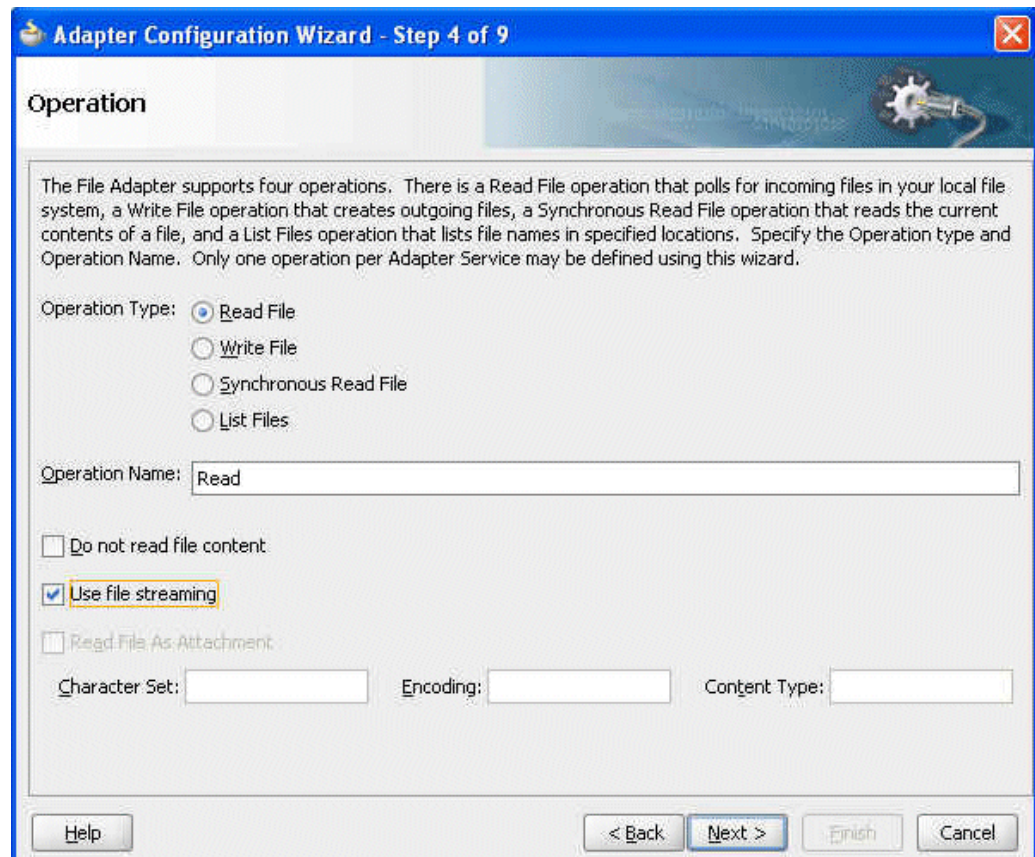 Adapter Configuration Wizard - Step 4 of 9
Operation
The File Adapter supports four operations.  There is a Read File operation that polls for incoming files in your local file
system, a Write File operation that creates outgoing files, a Synchronous Read File operation that reads the current
contents of a file, and a List Files operation that lists file names in specified locations.  Specify the Operation type and
Operation Name.  Only one operation per Adapter Service may be defined using this wizard.
Operation Type: Read File
Write File
Synchronous Read File
List Files
Operation Name: Read
Do not read file content
Use file streaming
Read File As Attachment
Character Set: Encoding: Content Type:
Help < Back Next > Finish Cancel